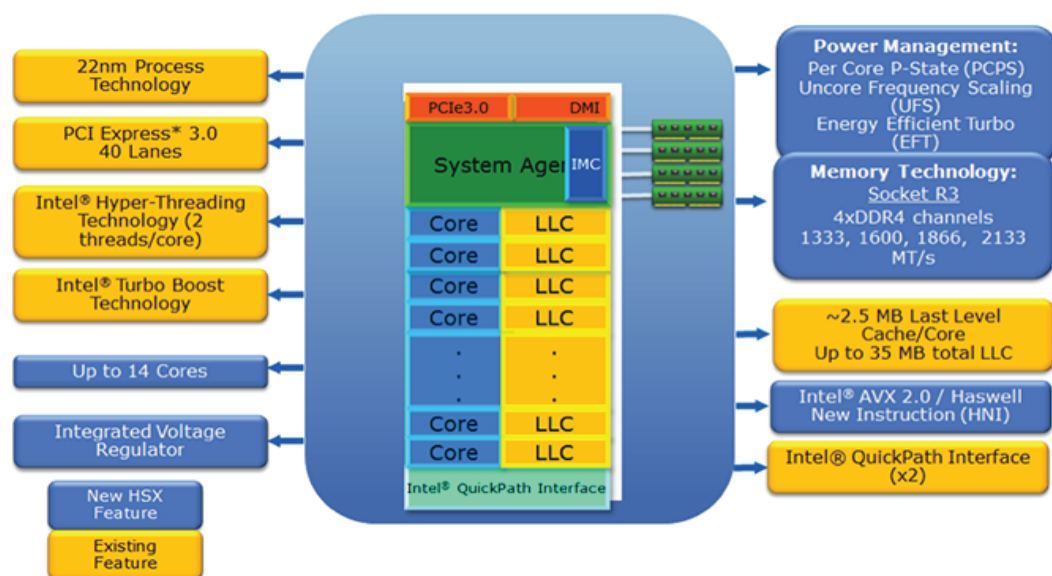 22nm Process
Technology
PCI Express* 3.0
40 Lanes
Intel® Hyper-Threading
Technology (2
threads/core)
Intel® Turbo Boost
Technology
Up to 14 Cores
Integrated Voltage
Regulator
New HSX
Feature
Existing
Feature
PCIe3.0 DMI
System Agen IMC
Core LLC
Core LLC
Core LLC
Core LLC
. .
. .
. .
Core LLC
Core LLC
Intel® QuickPath Interface
Power Management:
Per Core P-State (PCPS)
Uncore Frequency Scaling
(UFS)
Energy Efficient Turbo
(EFT)
Memory Technology:
Socket R3
4xDDR4 channels
1333, 1600, 1866, 2133
MT/s
~2.5 MB Last Level
Cache/Core
Up to 35 MB total LLC
Intel® AVX 2.0 / Haswell
New Instruction (HNI)
Intel® QuickPath Interface
(x2)